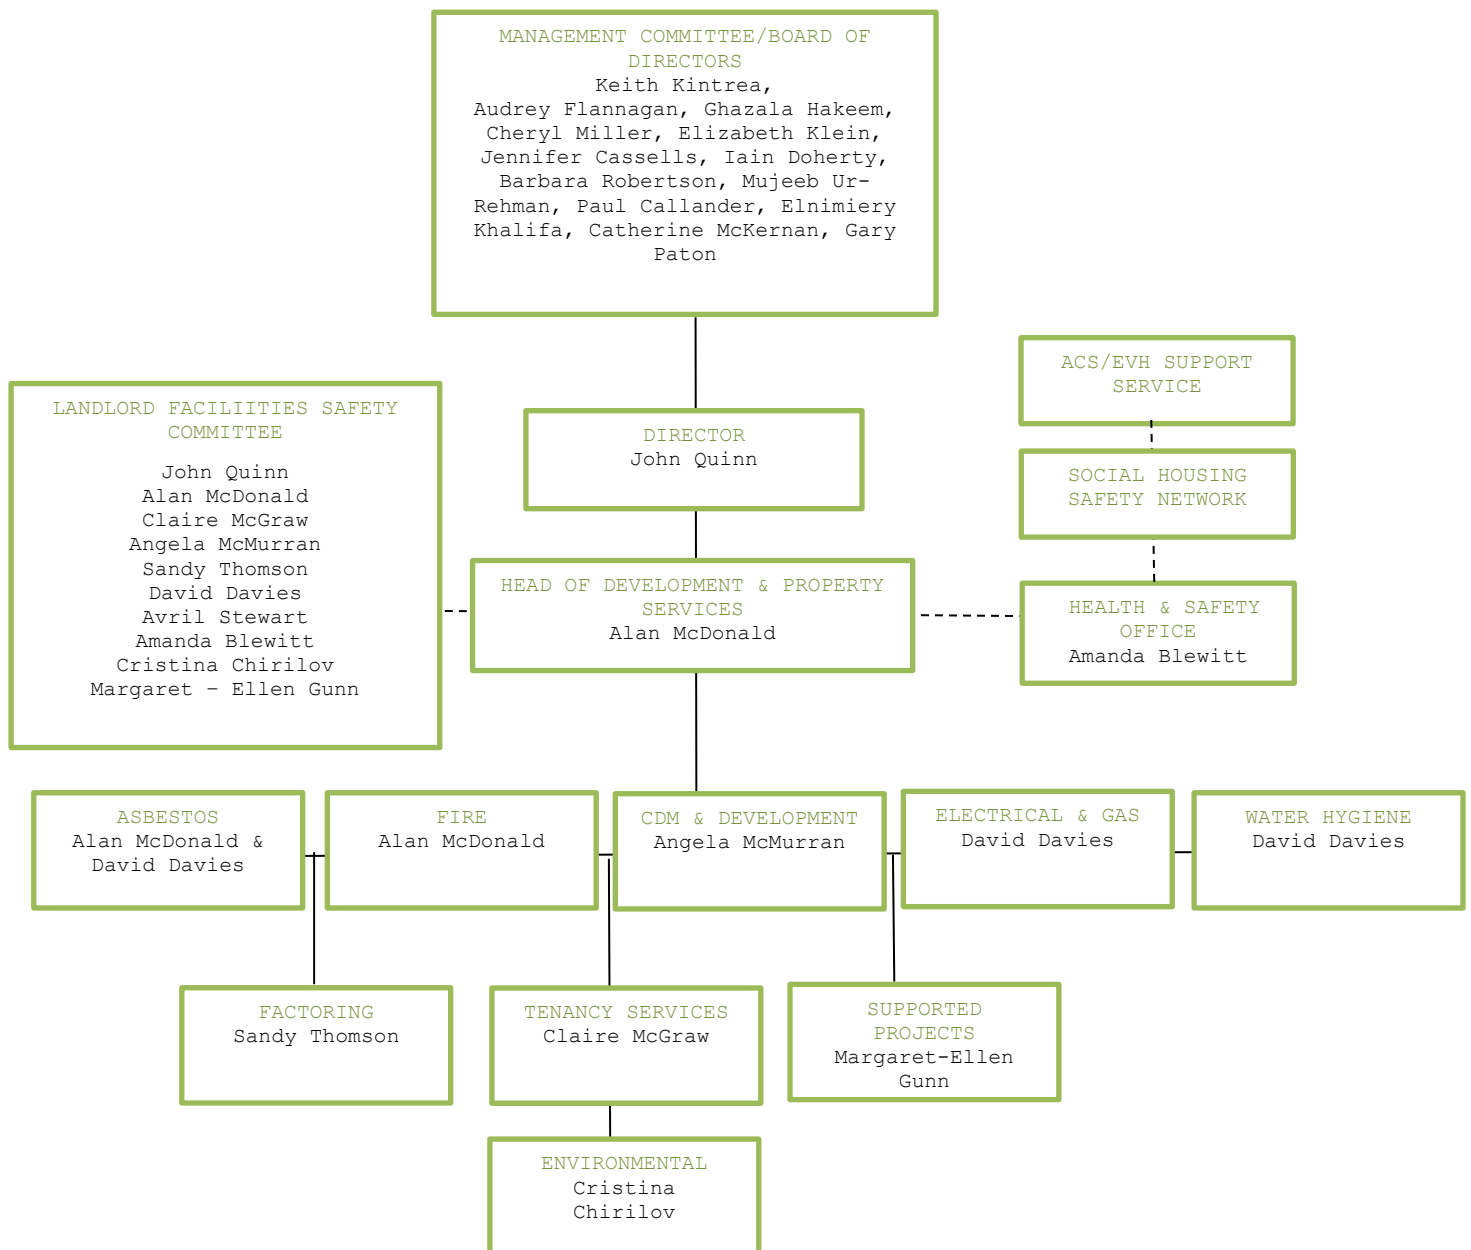 MANAGEMENT COMMITTEE/BOARD OF
DIRECTORS
Keith Kintrea,
Audrey Flannagan, Ghazala Hakeem,
Cheryl Miller, Elizabeth Klein,
Jennifer Cassells, Iain Doherty,
Barbara Robertson, Mujeeb Ur-
Rehman, Paul Callander, Elnimiery
Khalifa, Catherine McKernan, Gary
Paton
ACS/EVH SUPPORT
SERVICE
LANDLORD FACILIITIES SAFETY
COMMITTEE
John Quinn
Alan McDonald
Claire McGraw
Angela McMurran
Sandy Thomson
David Davies
Avril Stewart
Amanda Blewitt
Cristina Chirilov
Margaret – Ellen Gunn
DIRECTOR
John Quinn
SOCIAL HOUSING
SAFETY NETWORK
HEAD OF DEVELOPMENT & PROPERTY
SERVICES
Alan McDonald
HEALTH & SAFETY
OFFICE
Amanda Blewitt
ASBESTOS
Alan McDonald &
David Davies
FIRE
Alan McDonald
CDM & DEVELOPMENT
Angela McMurran
ELECTRICAL & GAS
David Davies
WATER HYGIENE
David Davies
FACTORING
Sandy Thomson
TENANCY SERVICES
Claire McGraw
SUPPORTED
PROJECTS
Margaret-Ellen
Gunn
ENVIRONMENTAL
Cristina
Chirilov